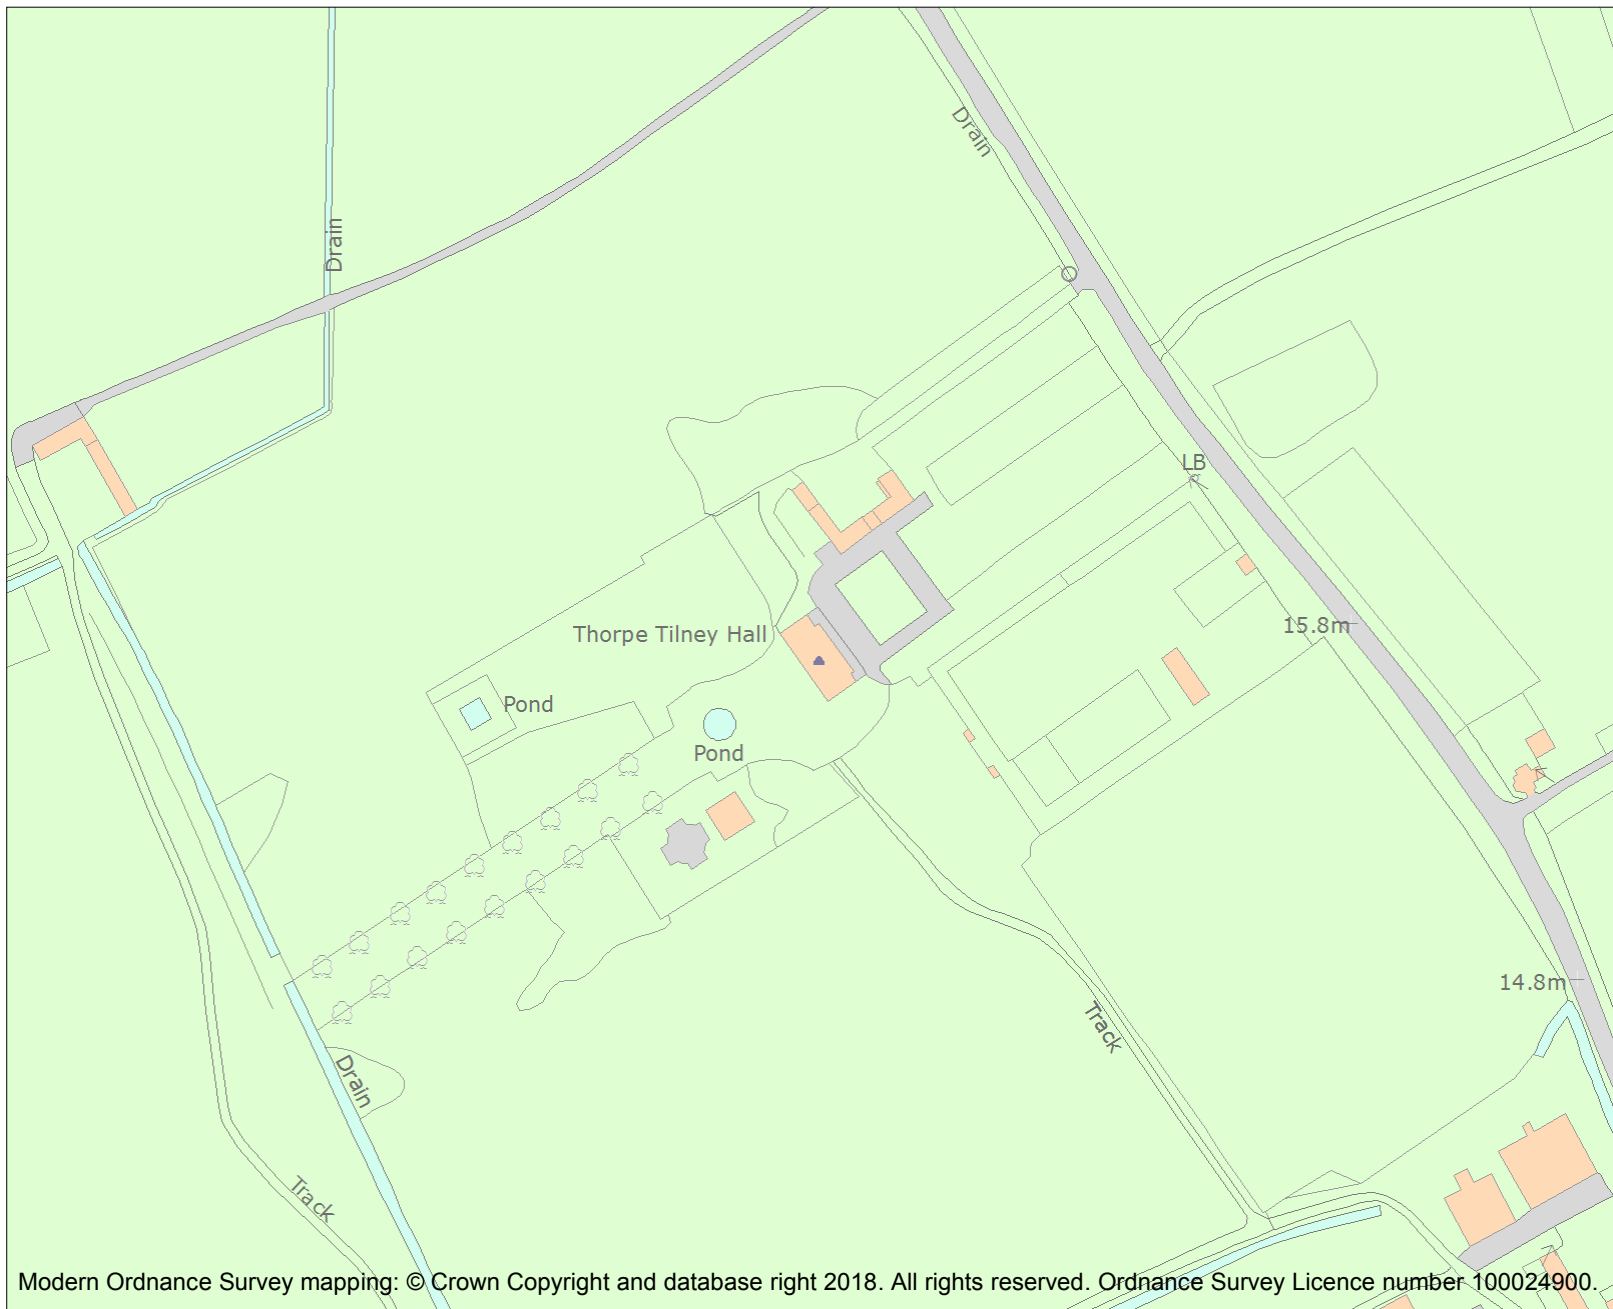 Drain
Drain
LB
15.8m
Thorpe Tilney Hall
Pond
Pond
14.8m
Track
Drain
Track
Modern Ordnance Survey mapping: © Crown Copyright and database right 2018. All rights reserved. Ordnance Survey Licence number 100024900.